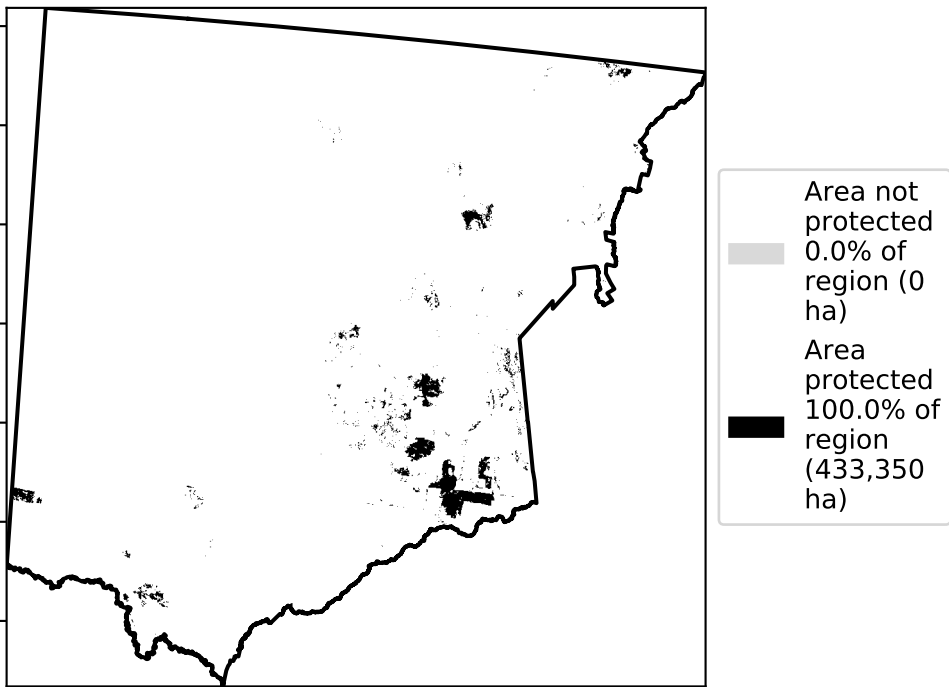 Area not
protected
0.0% of
region (0
ha)
Area
protected
100.0% of
region
(433,350
ha)